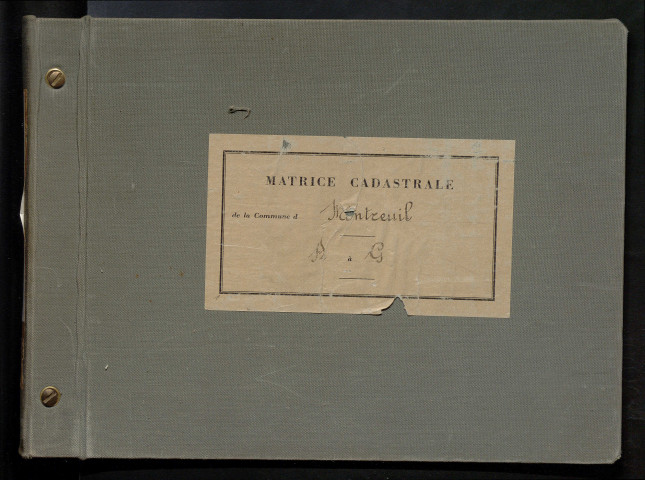 MATRICE CADASTRALE
de la Commune d Montreuil
A à G